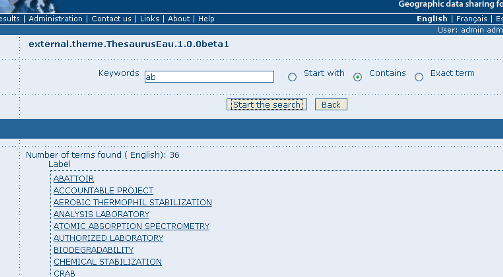 Geographic data sharing fo
esults | Administration | Contact us | Links | About | Help
English | Français | E
User: admin adm
external.theme.ThesaurusEau.1.0.0beta1
Keywords ab Start with Contains Exact term
Start the search Back
Number of terms found ( English): 36
Label
ABATTOIR
ACCOUNTABLE PROJECT
AEROBIC THERMOPHIL STABILIZATION
ANALYSIS LABORATORY
ATOMIC ABSORPTION SPECTROMETRY
AUTHORIZED LABORATORY
BIODEGRADABILITY
CHEMICAL STABILIZATION
CRAB